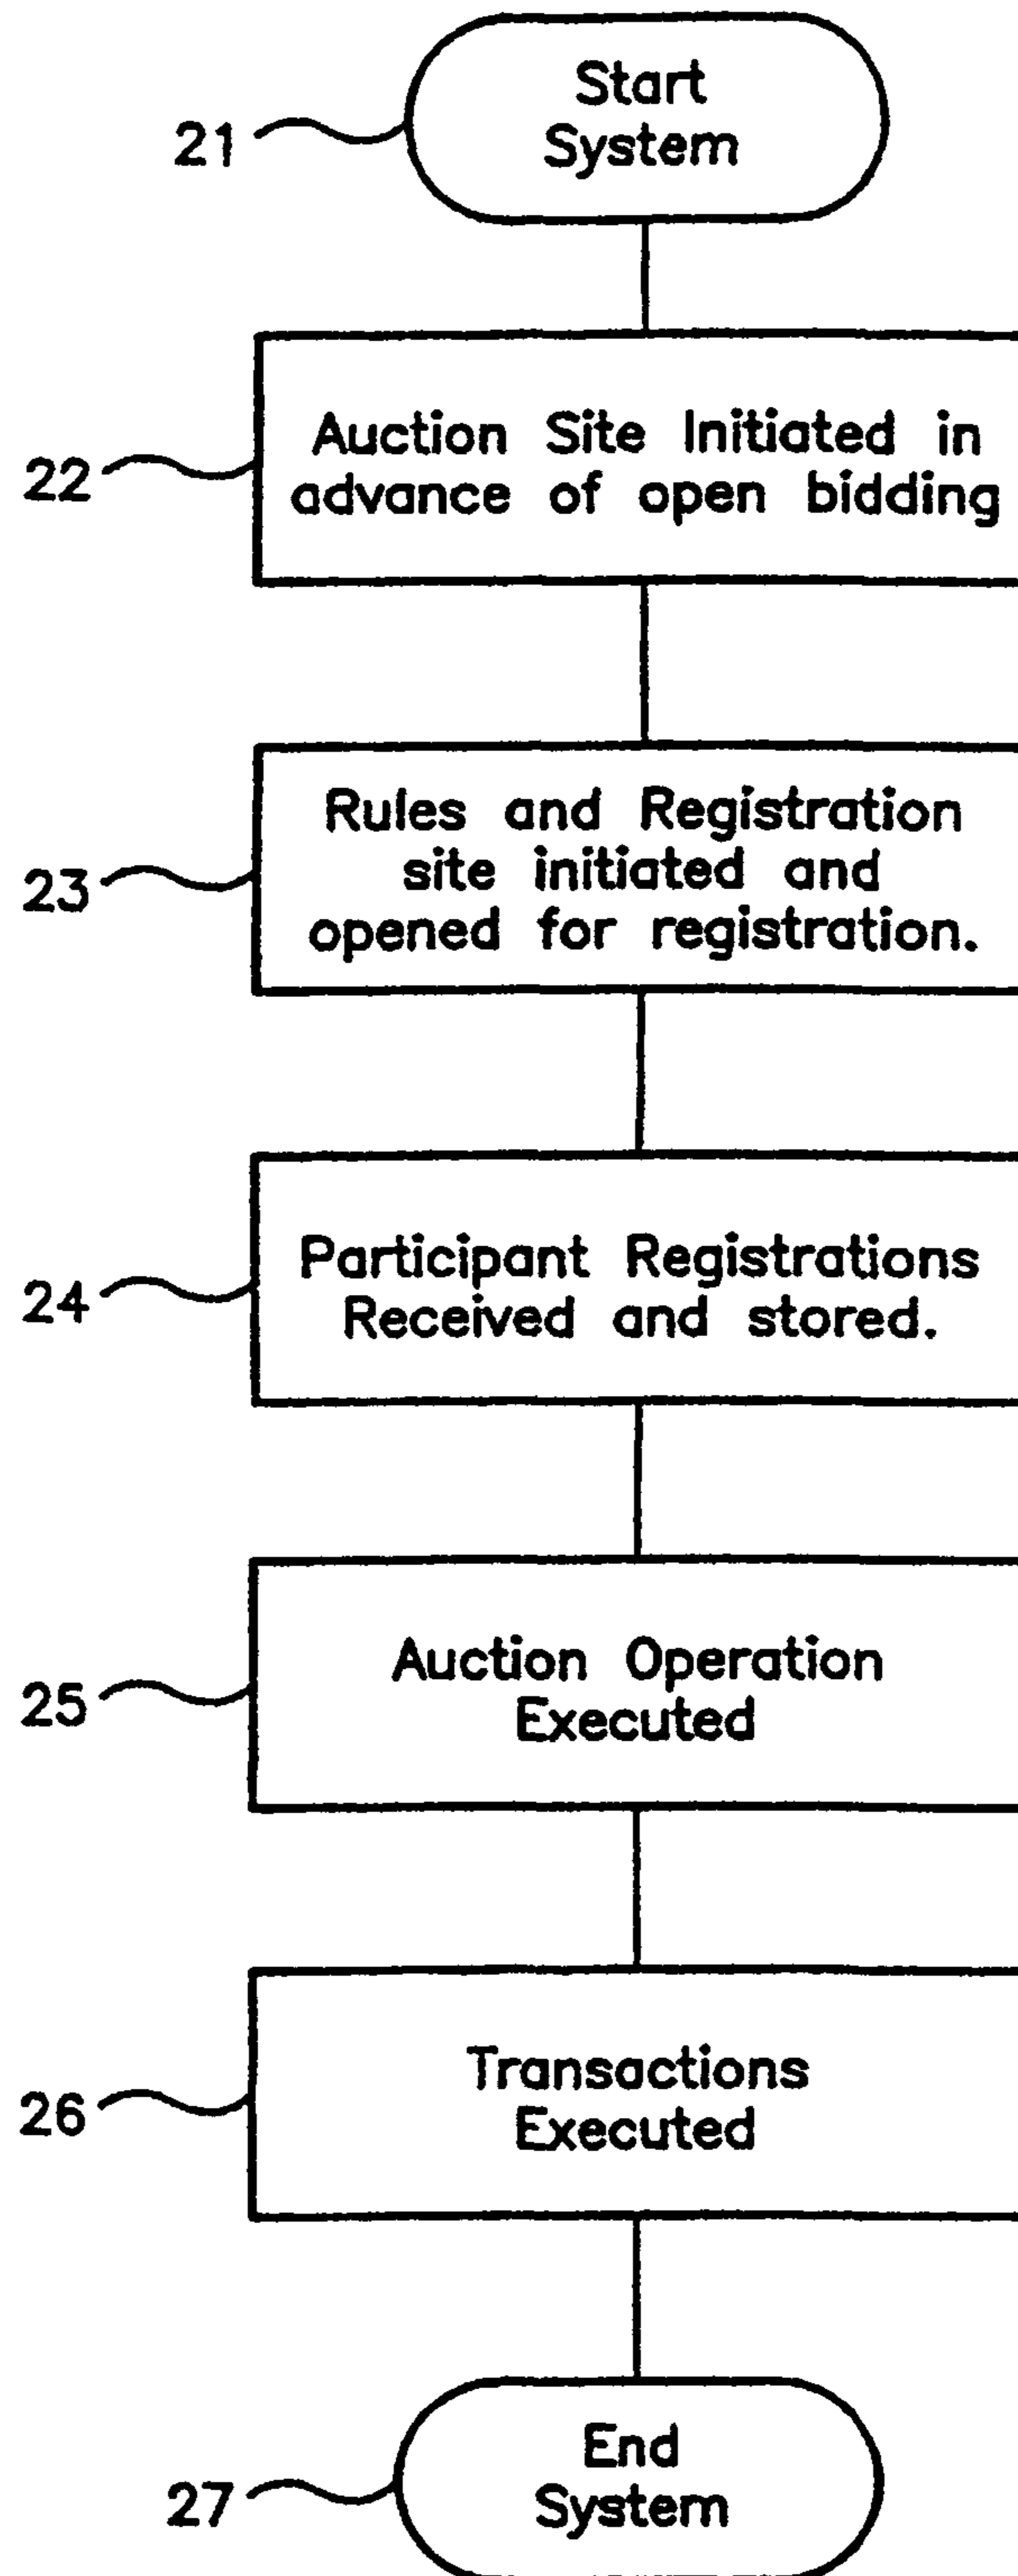 Start
System
21
Auction Site Initiated in
advance of open bidding
22
Rules and Registration
site initiated and
opened for registration.
23
Participant Registrations
Received and stored.
24
Auction Operation
Executed
25
Transactions
Executed
26
End
System
27